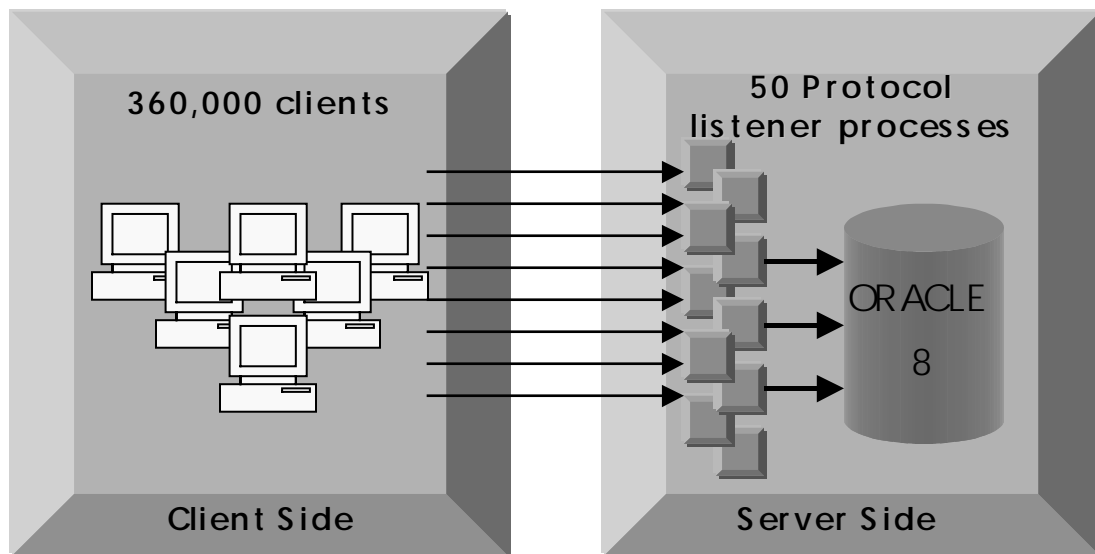 360,000 clients
Client Side
50 Protocol
listener processes
ORACLE
8
Server Side